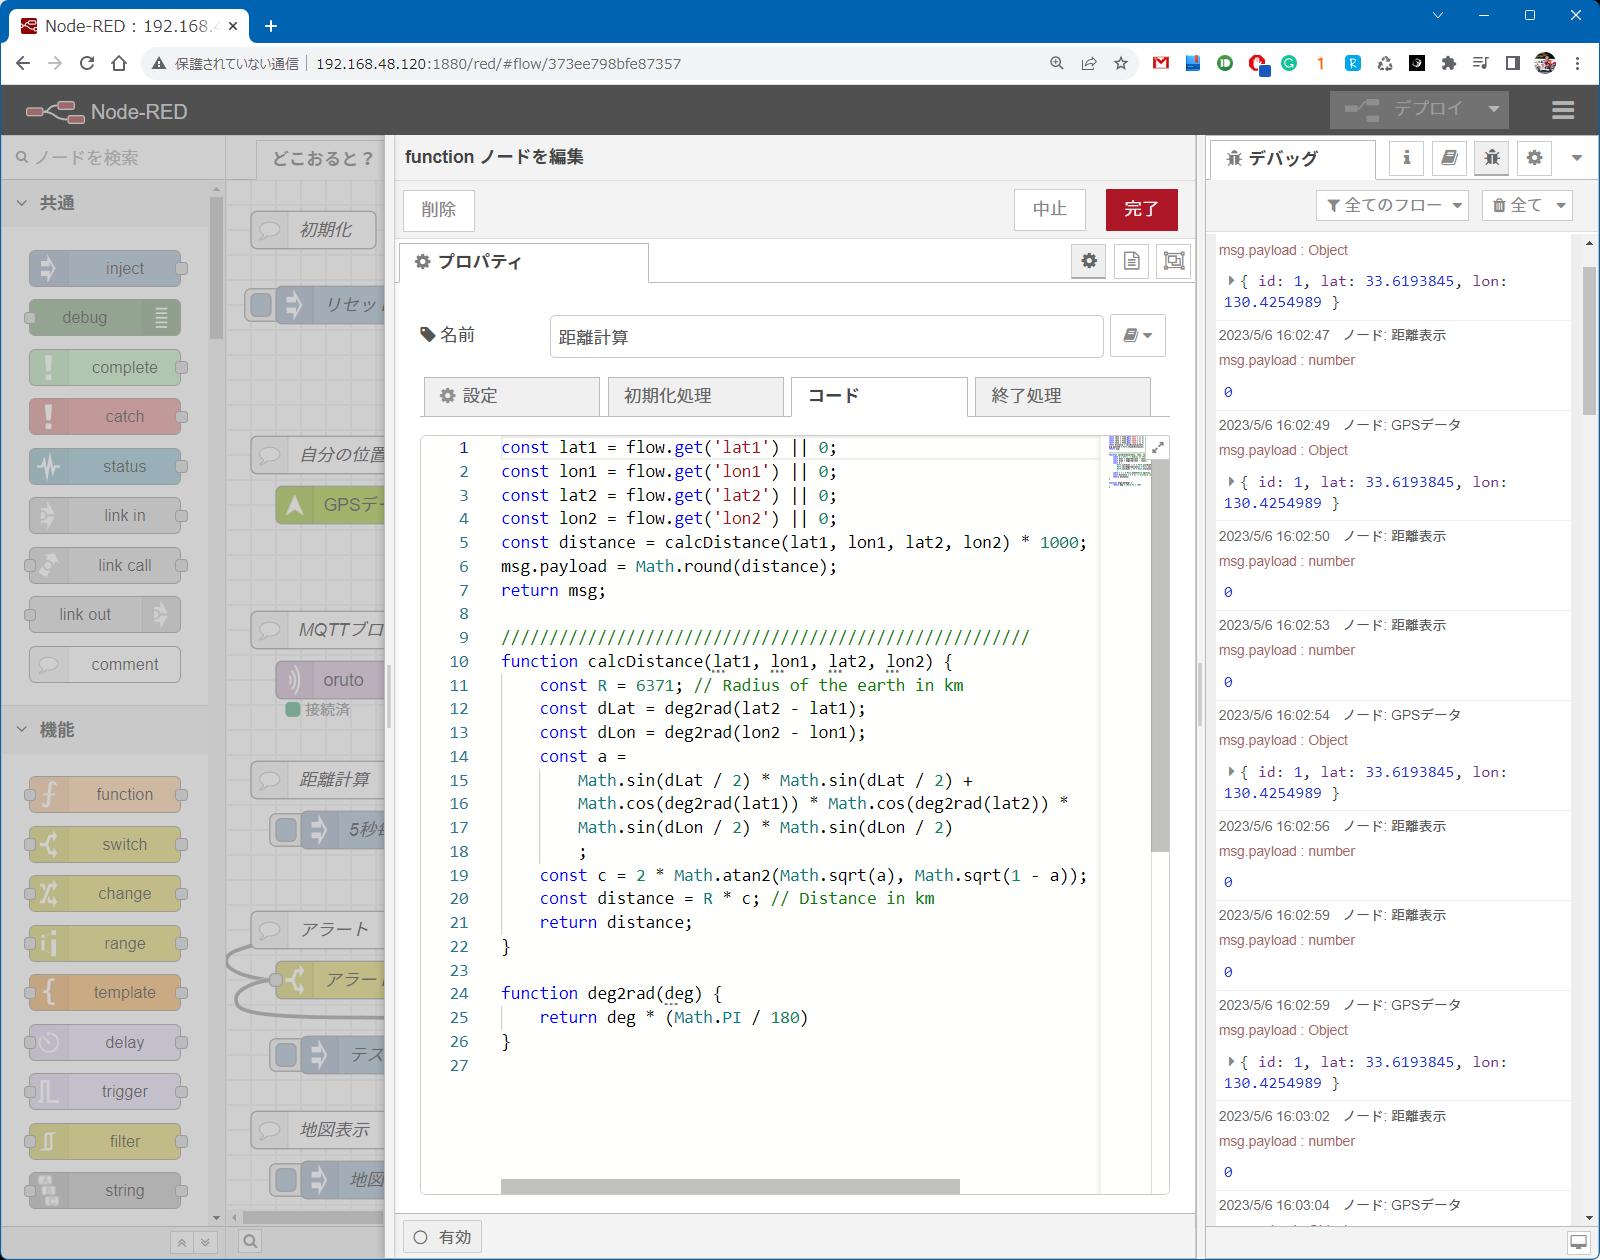 Node-RED : 192.168.4
保護されていない通信
192.168.48.120:1880/red/#flow/373ee798bfe87357
Node-RED
デプロイ
ノードを検索
共通
inject
debug
complete
catch
status
link in
link call
link out
comment
機能
function
switch
change
range
template
delay
trigger
filter
string
どこおると？
初期化
リセット
自分の位置
GPSデー
MQTTブロ
oruto
接続済
距離計算
5秒毎
アラート
アラート
テス
地図表示
地図
function ノードを編集
削除
中止
完了
プロパティ
名前
距離計算
設定
初期化処理
コード
終了処理
1 const lat1 = flow.get('lat1') || 0;
2 const lon1 = flow.get('lon1') || 0;
3 const lat2 = flow.get('lat2') || 0;
4 const lon2 = flow.get('lon2') || 0;
5 const distance = calcDistance(lat1, lon1, lat2, lon2) * 1000;
6 msg.payload = Math.round(distance);
7 return msg;
8
9 ///////////////////////////////////////////////////////
10 function calcDistance(lat1, lon1, lat2, lon2) {
11 const R = 6371; // Radius of the earth in km
12 const dLat = deg2rad(lat2 - lat1);
13 const dLon = deg2rad(lon2 - lon1);
14 const a =
15 Math.sin(dLat / 2) * Math.sin(dLat / 2) +
16 Math.cos(deg2rad(lat1)) * Math.cos(deg2rad(lat2)) *
17 Math.sin(dLon / 2) * Math.sin(dLon / 2)
18 ;
19 const c = 2 * Math.atan2(Math.sqrt(a), Math.sqrt(1 - a));
20 const distance = R * c; // Distance in km
21 return distance;
22 }
23
24 function deg2rad(deg) {
25 return deg * (Math.PI / 180)
26 }
27
有効
デバッグ
全てのフロー
全て
msg.payload : Object
{ id: 1, lat: 33.6193845, lon:
130.4254989 }
2023/5/6 16:02:47 ノード: 距離表示
msg.payload : number
0
2023/5/6 16:02:49 ノード: GPSデータ
msg.payload : Object
{ id: 1, lat: 33.6193845, lon:
130.4254989 }
2023/5/6 16:02:50 ノード: 距離表示
msg.payload : number
0
2023/5/6 16:02:53 ノード: 距離表示
msg.payload : number
0
2023/5/6 16:02:54 ノード: GPSデータ
msg.payload : Object
{ id: 1, lat: 33.6193845, lon:
130.4254989 }
2023/5/6 16:02:56 ノード: 距離表示
msg.payload : number
0
2023/5/6 16:02:59 ノード: 距離表示
msg.payload : number
0
2023/5/6 16:02:59 ノード: GPSデータ
msg.payload : Object
{ id: 1, lat: 33.6193845, lon:
130.4254989 }
2023/5/6 16:03:02 ノード: 距離表示
msg.payload : number
0
2023/5/6 16:03:04 ノード: GPSデータ